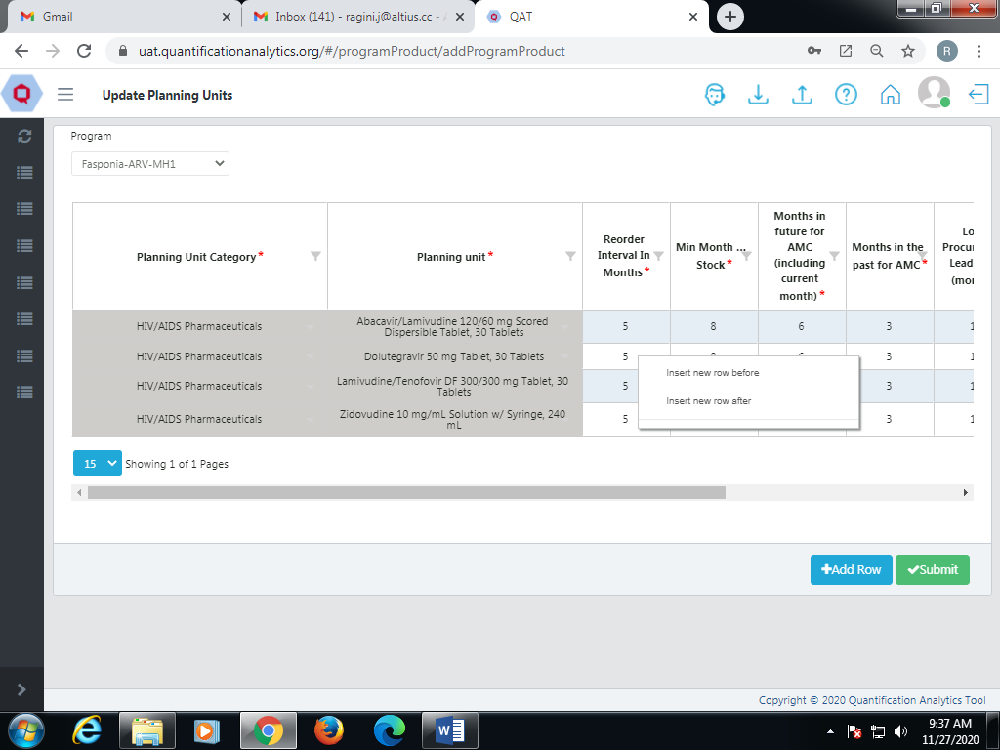 Gmail
Inbox (141) - ragini.j@altius.cc -
QAT
uat.quantificationanalytics.org/#/programProduct/addProgramProduct
R
Q
Update Planning Units
Program
Fasponia-ARV-MH1
Planning Unit Category*
Planning unit*
Reorder
Interval In
Months*
Min Month ...
Stock*
Months in
future for
AMC
(including
current
month) *
Months in the
past for AMC*
Lo
Procu
Lead
(mo
HIV/AIDS Pharmaceuticals
Abacavir/Lamivudine 120/60 mg Scored
Dispersible Tablet, 30 Tablets
5 8 6 3 1
HIV/AIDS Pharmaceuticals
Dolutegravir 50 mg Tablet, 30 Tablets
5 3 1
HIV/AIDS Pharmaceuticals
Lamivudine/Tenofovir DF 300/300 mg Tablet, 30
Tablets
5 3 1
HIV/AIDS Pharmaceuticals
Zidovudine 10 mg/mL Solution w/ Syringe, 240
mL
5 3 1
Insert new row before
Insert new row after
15 Showing 1 of 1 Pages
Add Row
Submit
Copyright © 2020 Quantification Analytics Tool
W
9:37 AM
11/27/2020